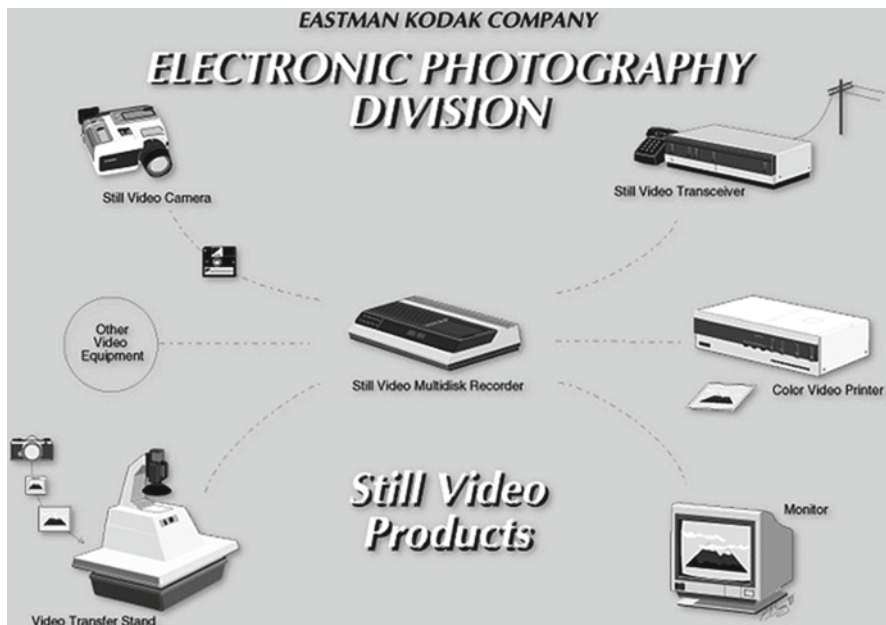 EASTMAN KODAK COMPANY
ELECTRONIC PHOTOGRAPHY
DIVISION
Still Video Camera
Still Video Transceiver
Other
Video
Equipment
Still Video Multidisk Recorder
Color Video Printer
Still Video
Products
Monitor
Video Transfer Stand